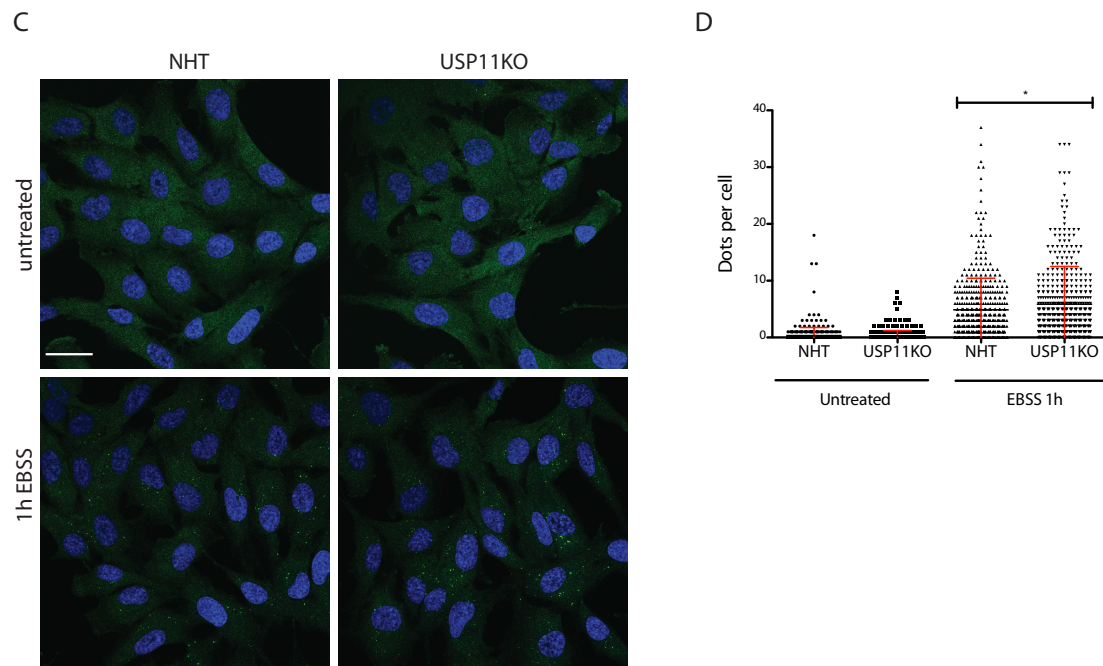 C
NHT
USP11KO
untreated
1h EBSS
D
*
40
30
20
10
0
Dots per cell
NHT
USP11KO
NHT
USP11KO
Untreated
EBSS 1h